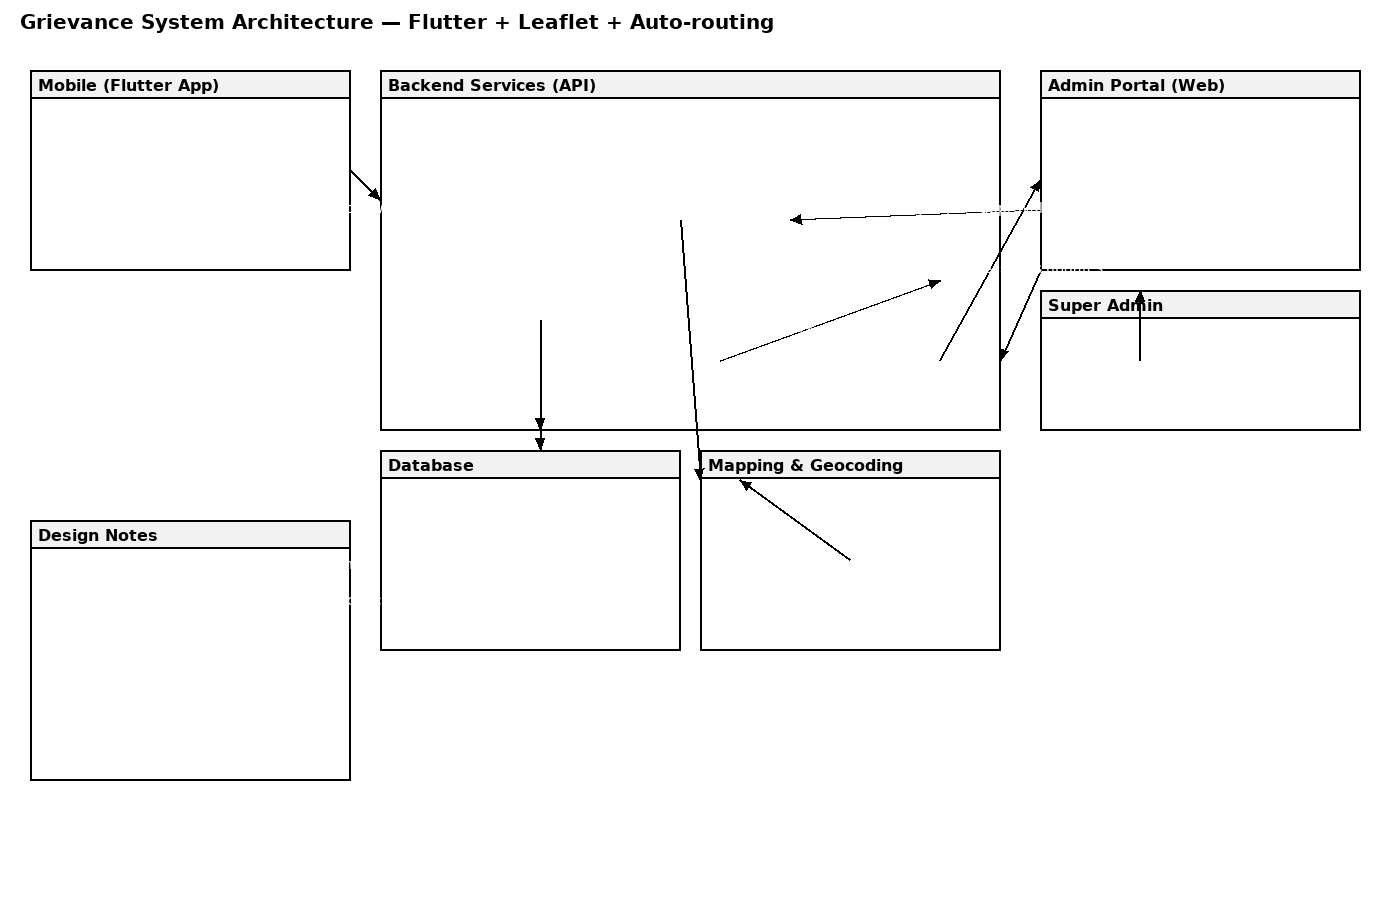 Grievance System Architecture — Flutter + Leaflet + Auto-routing
Mobile (Flutter App)
Backend Services (API)
Admin Portal (Web)
Super Admin
Database
Mapping & Geocoding
Design Notes